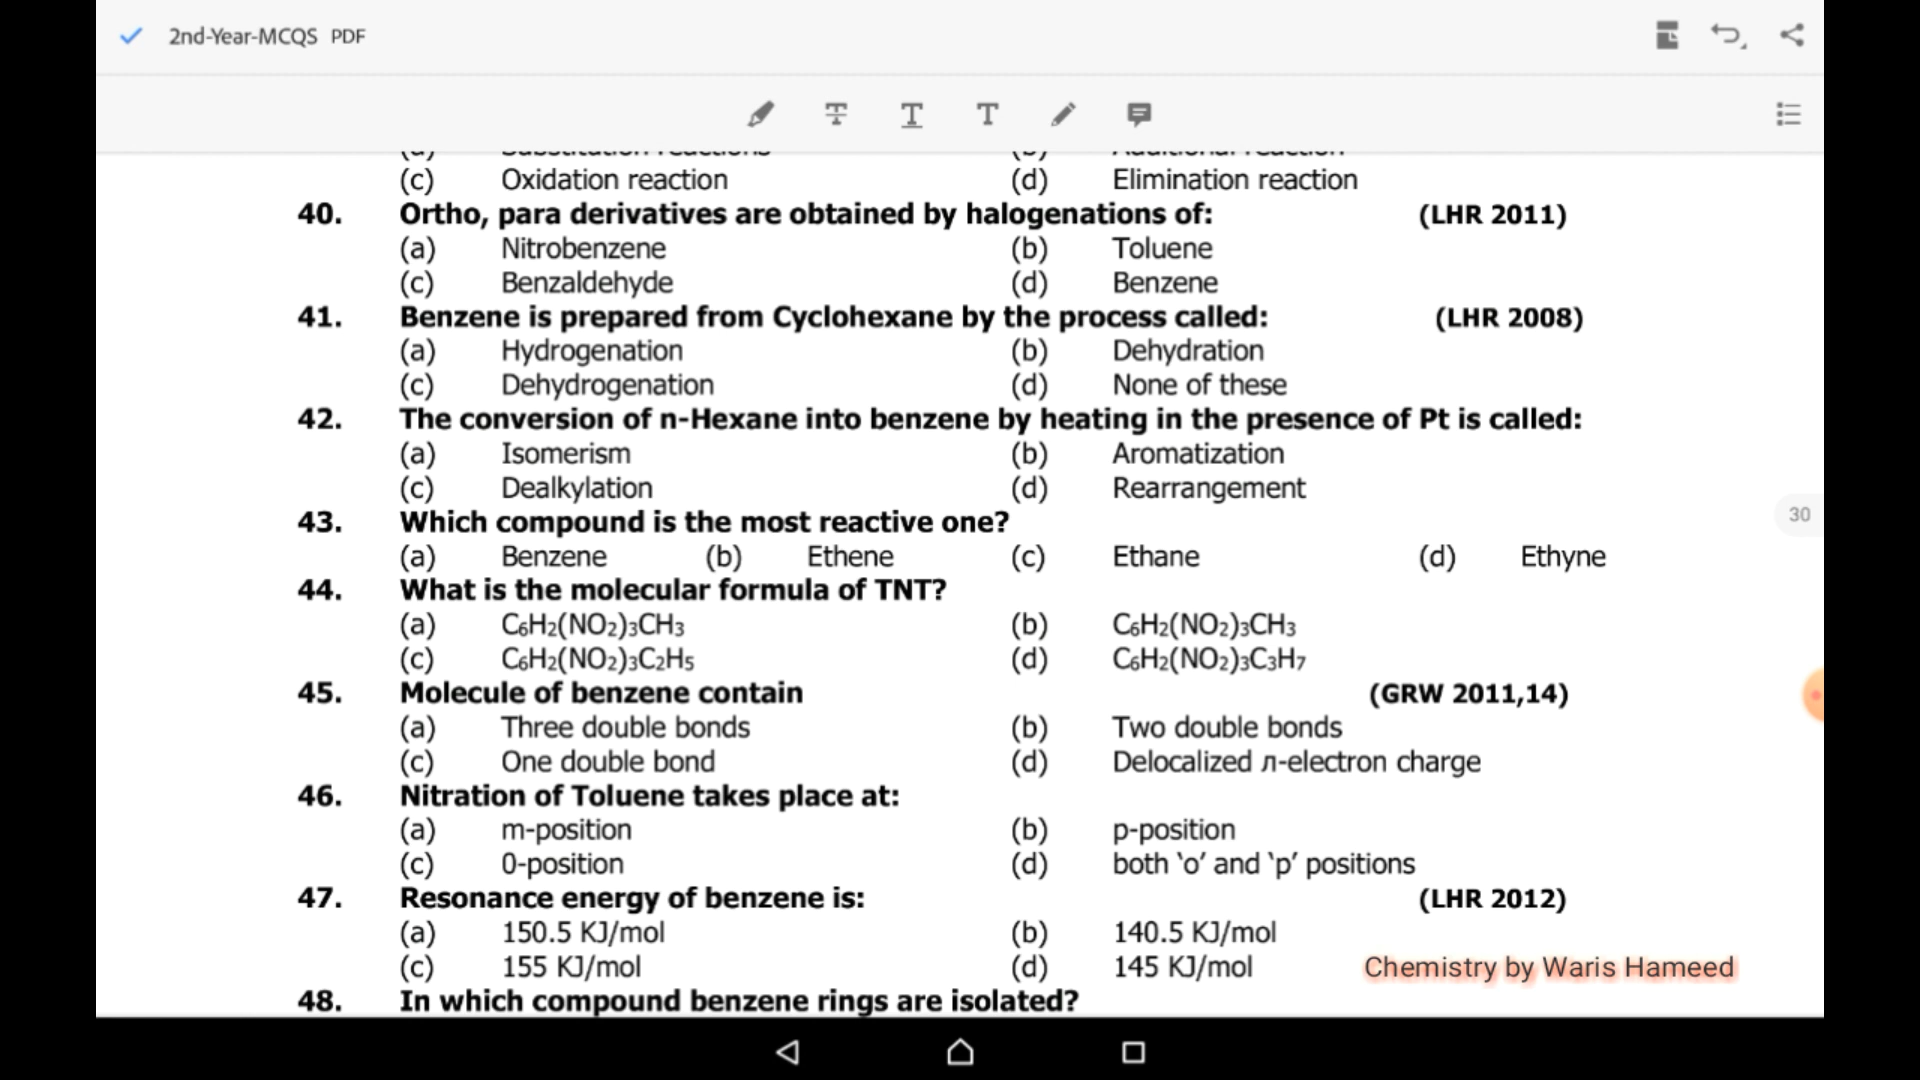 2nd-Year-MCQS PDF
(c) Oxidation reaction (d) Elimination reaction
40. Ortho, para derivatives are obtained by halogenations of: (LHR 2011)
(a) Nitrobenzene (b) Toluene
(c) Benzaldehyde (d) Benzene
41. Benzene is prepared from Cyclohexane by the process called: (LHR 2008)
(a) Hydrogenation (b) Dehydration
(c) Dehydrogenation (d) None of these
42. The conversion of n-Hexane into benzene by heating in the presence of Pt is called:
(a) Isomerism (b) Aromatization
(c) Dealkylation (d) Rearrangement
43. Which compound is the most reactive one?
(a) Benzene (b) Ethene (c) Ethane (d) Ethyne
30
44. What is the molecular formula of TNT?
(a) C₆H₂(NO₂)₃CH₃ (b) C₆H₂(NO₂)₃CH₃
(c) C₆H₂(NO₂)₃C₂H₅ (d) C₆H₂(NO₂)₃C₃H₇
45. Molecule of benzene contain (GRW 2011,14)
(a) Three double bonds (b) Two double bonds
(c) One double bond (d) Delocalized л-electron charge
46. Nitration of Toluene takes place at:
(a) m-position (b) p-position
(c) 0-position (d) both ‘o’ and ‘p’ positions
47. Resonance energy of benzene is: (LHR 2012)
(a) 150.5 KJ/mol (b) 140.5 KJ/mol
(c) 155 KJ/mol (d) 145 KJ/mol
Chemistry by Waris Hameed
48. In which compound benzene rings are isolated?